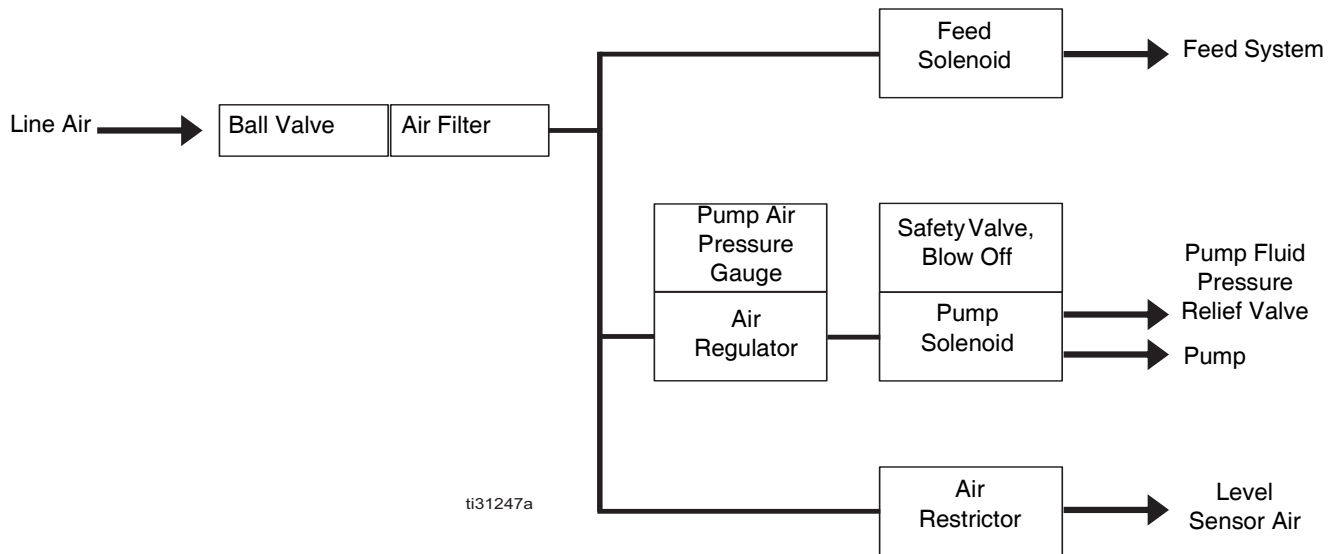 Feed
Solenoid
Feed System
Line Air
Ball Valve
Air Filter
Pump Air
Pressure
Gauge
Safety Valve,
Blow Off
Pump Fluid
Pressure
Relief Valve
Air
Regulator
Pump
Solenoid
Pump
ti31247a
Air
Restrictor
Level
Sensor Air